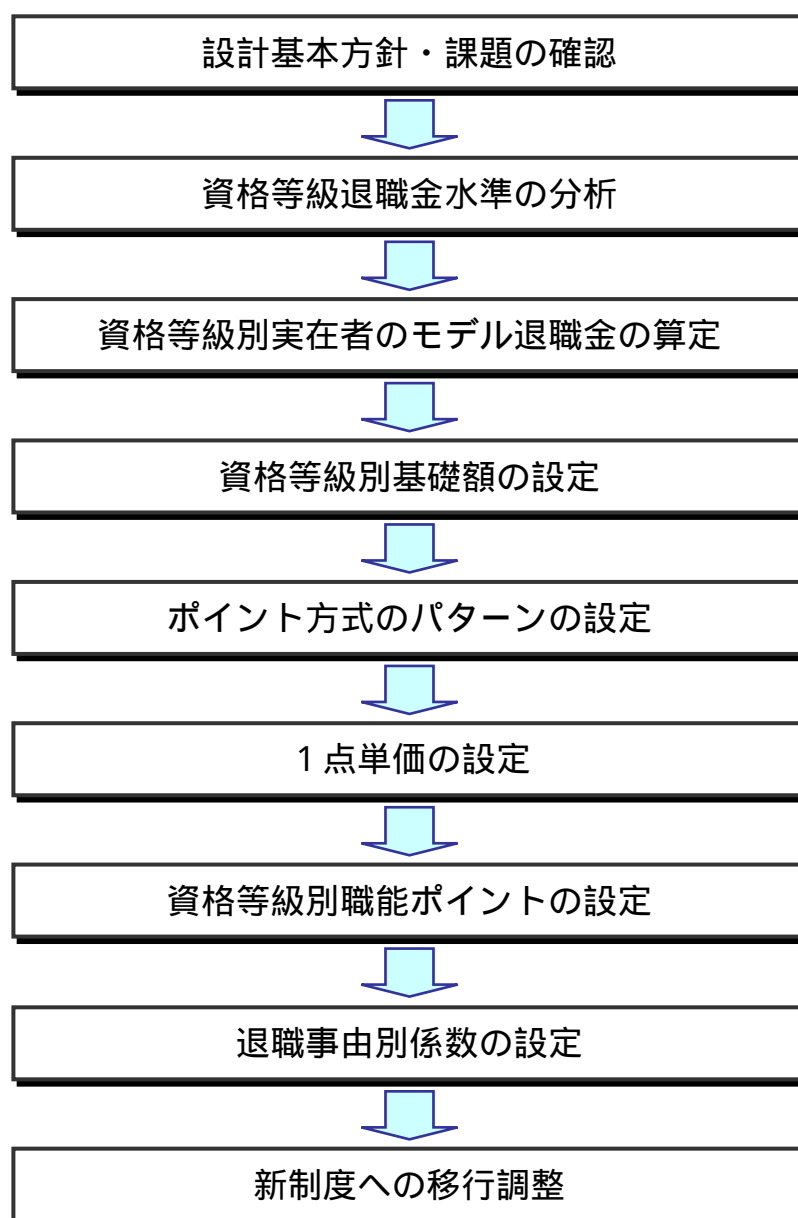 設計基本方針・課題の確認
資格等級退職金水準の分析
資格等級別実在者のモデル退職金の算定
資格等級別基礎額の設定
ポイント方式のパターンの設定
1点単価の設定
資格等級別職能ポイントの設定
退職事由別係数の設定
新制度への移行調整